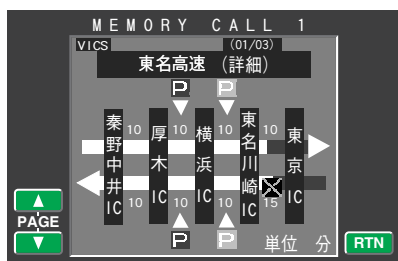 MEMORY CALL 1
VICS
(01/03)
東名高速 (詳細)
P P
秦野中井IC
厚木IC
横浜IC
東名川崎IC
東京IC
10 10 10 10
10 10 10 15
P P
単位 分
PAGE
RTN